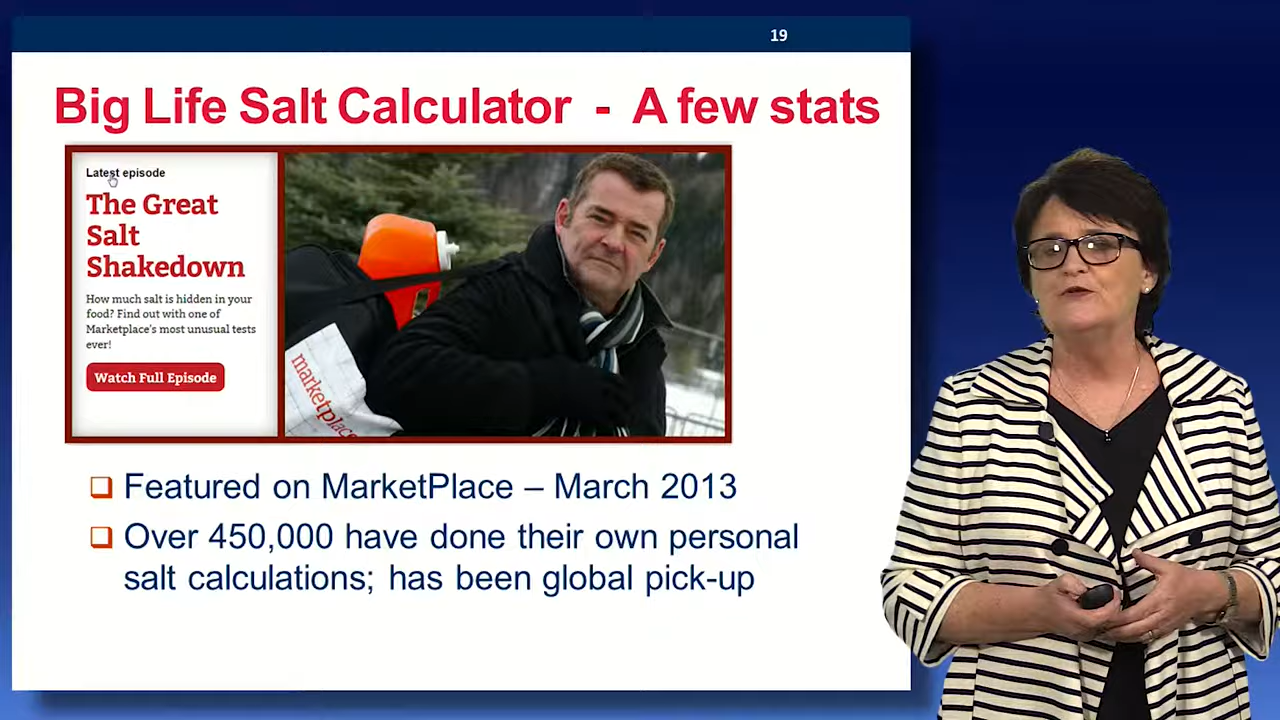 19
Big Life Salt Calculator - A few stats
Latest episode
The Great
Salt
Shakedown
How much salt is hidden in your
food? Find out with one of
Marketplace's most unusual tests
ever!
Watch Full Episode
marketplace
❑ Featured on MarketPlace – March 2013
❑ Over 450,000 have done their own personal
salt calculations; has been global pick-up